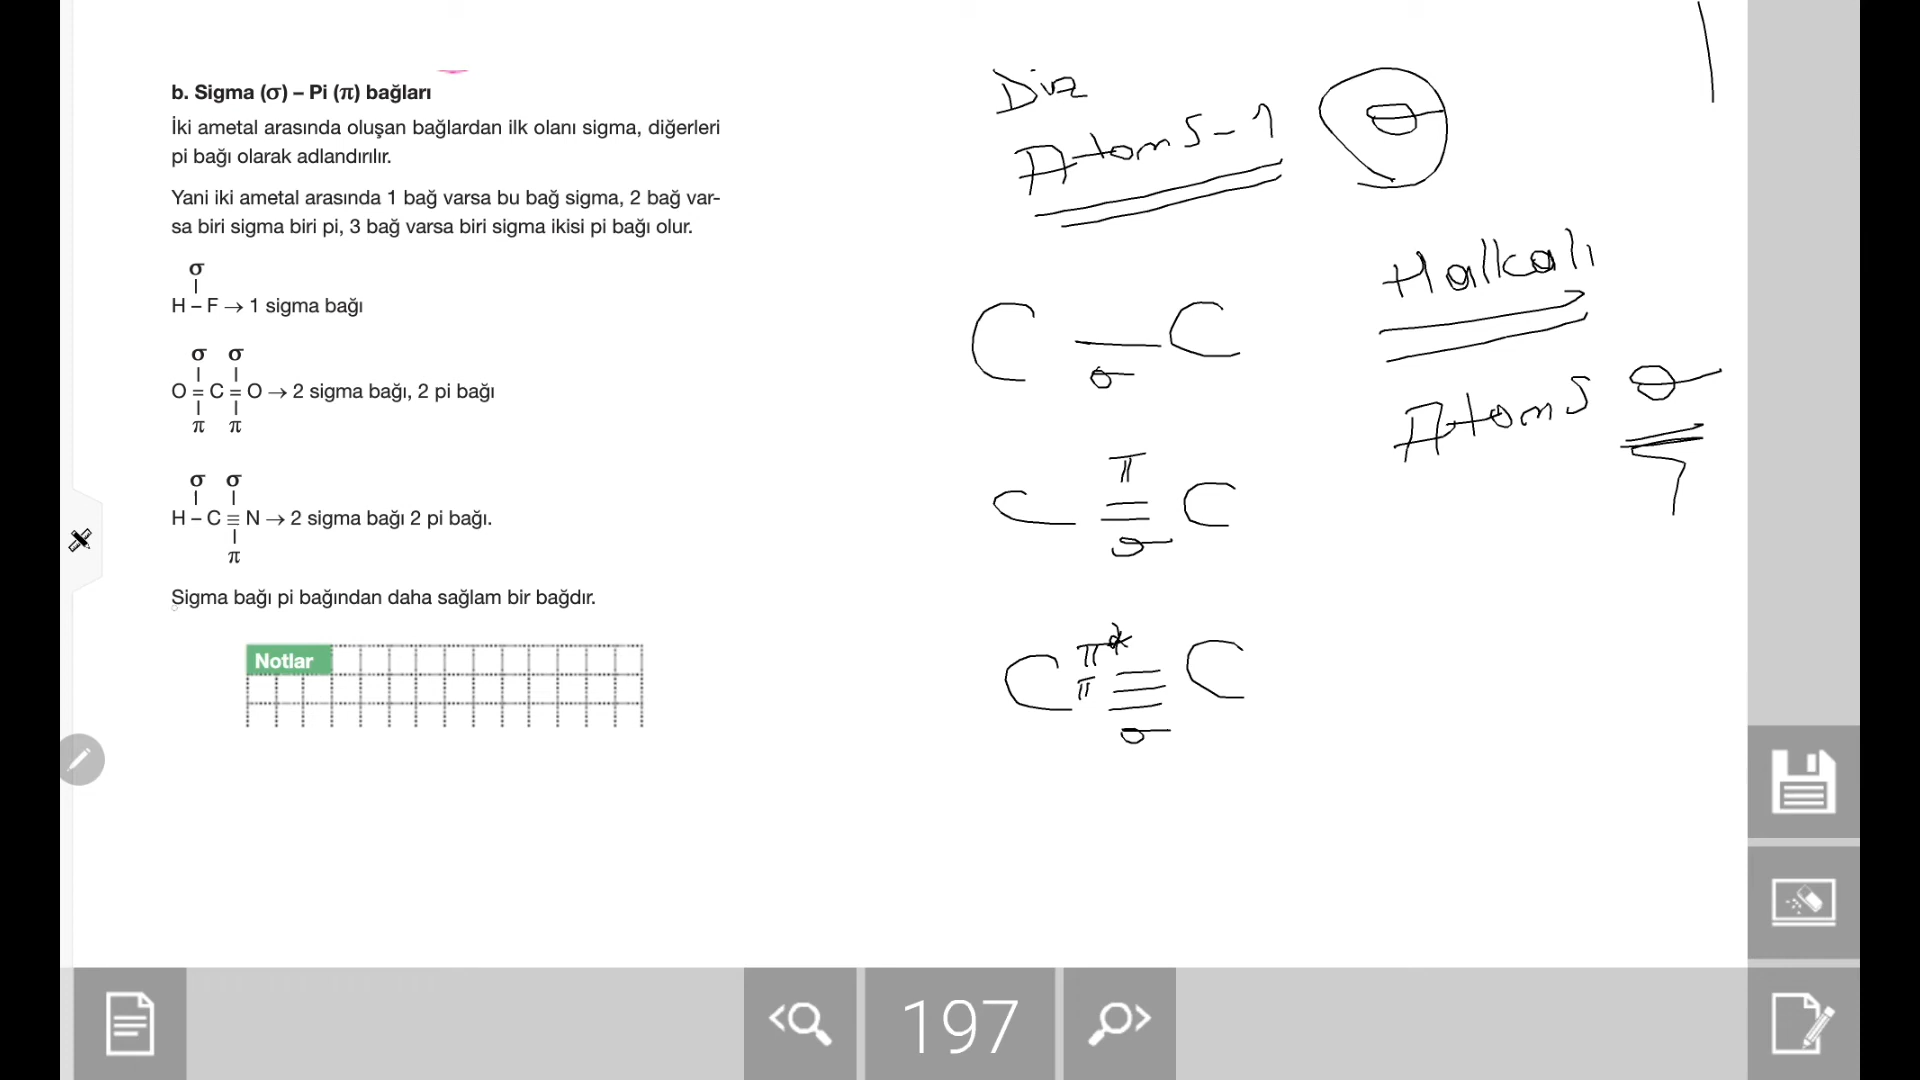 b. Sigma (σ) – Pi (π) bağları
İki ametal arasında oluşan bağlardan ilk olanı sigma, diğerleri
pi bağı olarak adlandırılır.
Yani iki ametal arasında 1 bağ varsa bu bağ sigma, 2 bağ var-
sa biri sigma biri pi, 3 bağ varsa biri sigma ikisi pi bağı olur.
σ
H – F → 1 sigma bağı
σ σ
O = C = O → 2 sigma bağı, 2 pi bağı
π π
σ σ
H – C ≡ N → 2 sigma bağı 2 pi bağı.
π
Sigma bağı pi bağından daha sağlam bir bağdır.
Notlar
Düz
Atom S - 1
σ
C — C
σ
π
C = C
σ
π
π
C ≡ C
σ
Halkalı
Atom S
σ
197